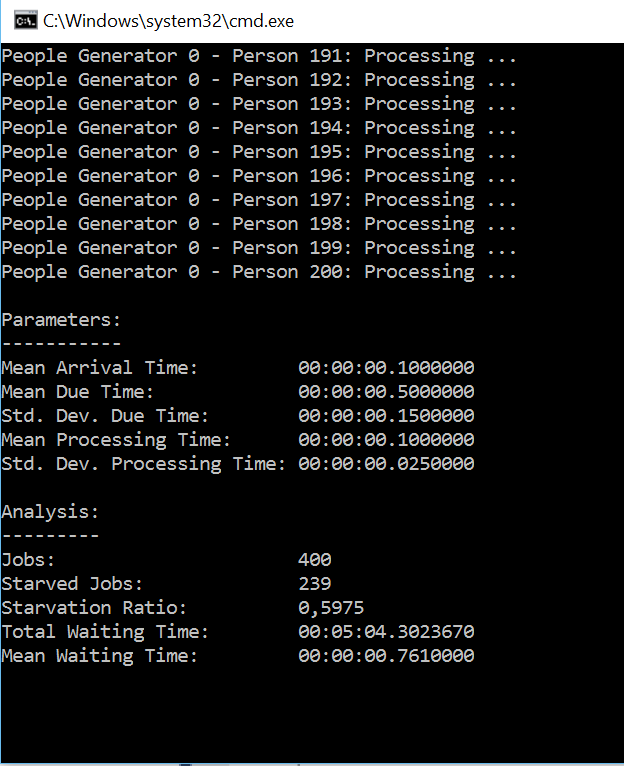 C:\Windows\system32\cmd.exe
People Generator 0 - Person 191: Processing ...
People Generator 0 - Person 192: Processing ...
People Generator 0 - Person 193: Processing ...
People Generator 0 - Person 194: Processing ...
People Generator 0 - Person 195: Processing ...
People Generator 0 - Person 196: Processing ...
People Generator 0 - Person 197: Processing ...
People Generator 0 - Person 198: Processing ...
People Generator 0 - Person 199: Processing ...
People Generator 0 - Person 200: Processing ...
Parameters:
-----------
Mean Arrival Time: 00:00:00.1000000
Mean Due Time: 00:00:00.5000000
Std. Dev. Due Time: 00:00:00.1500000
Mean Processing Time: 00:00:00.1000000
Std. Dev. Processing Time: 00:00:00.0250000
Analysis:
---------
Jobs: 400
Starved Jobs: 239
Starvation Ratio: 0,5975
Total Waiting Time: 00:05:04.3023670
Mean Waiting Time: 00:00:00.7610000